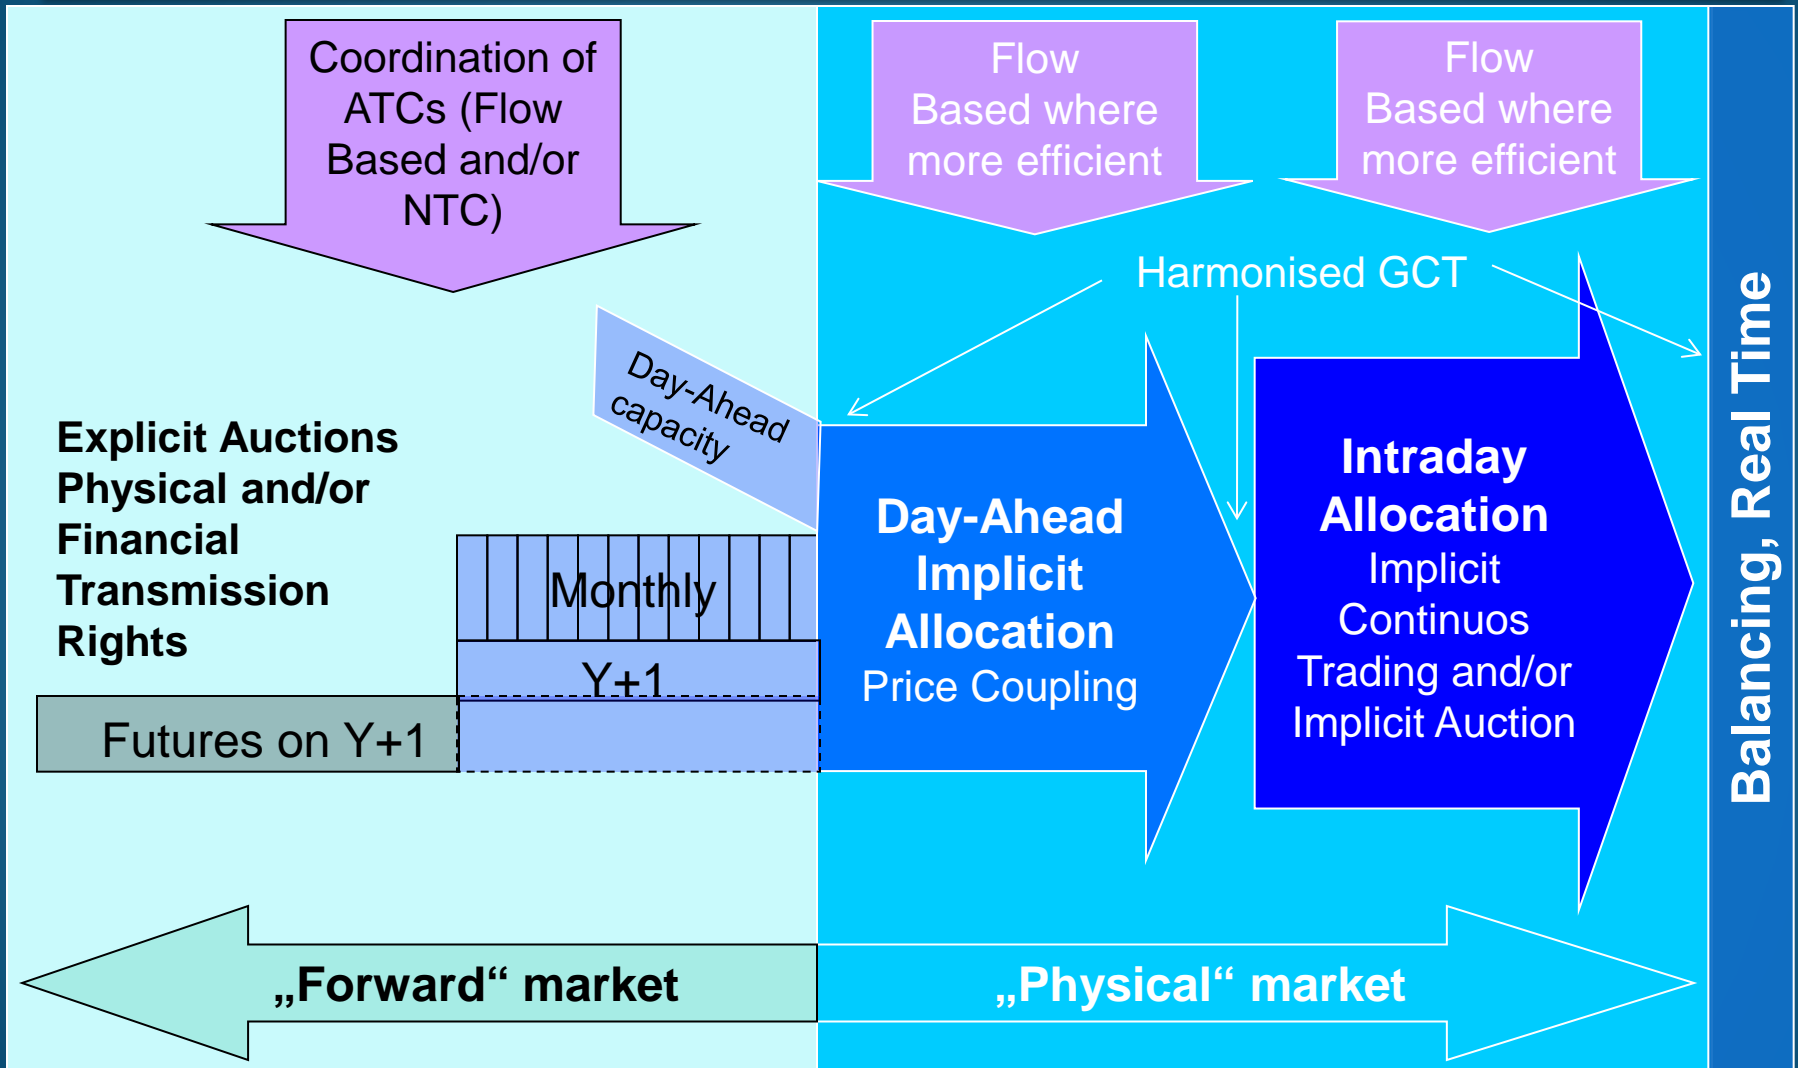 Coordination of
ATCs (Flow
Based and/or
NTC)
Flow
Based where
more efficient
Flow
Based where
more efficient
Harmonised GCT
Day-Ahead
capacity
Explicit Auctions
Physical and/or
Financial
Transmission
Rights
Monthly
Y+1
Futures on Y+1
Day-Ahead
Implicit
Allocation
Price Coupling
Intraday
Allocation
Implicit
Continuos
Trading and/or
Implicit Auction
Balancing, Real Time
„Forward“ market
„Physical“ market